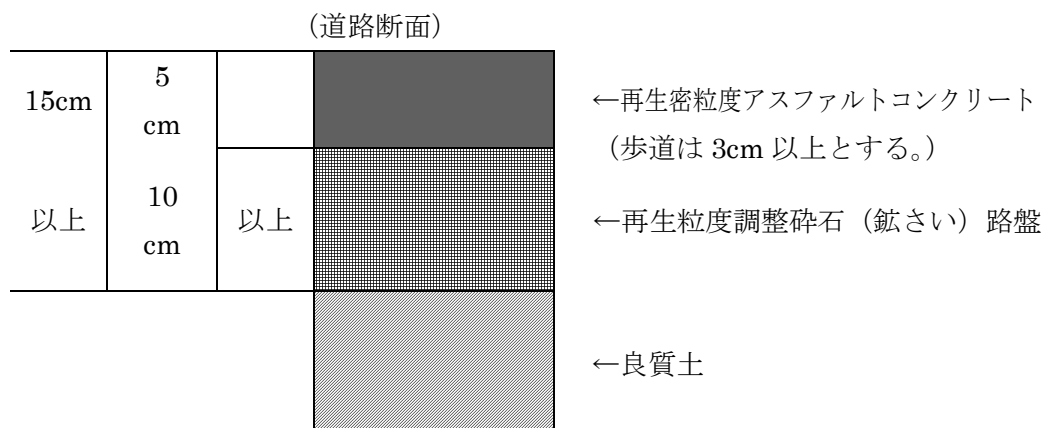 （道路断面）
15cm
以上
5
cm
10
cm
以上
←再生密粒度アスファルトコンクリート
（歩道は 3cm 以上とする。）
←再生粒度調整砕石（鉱さい）路盤
←良質土